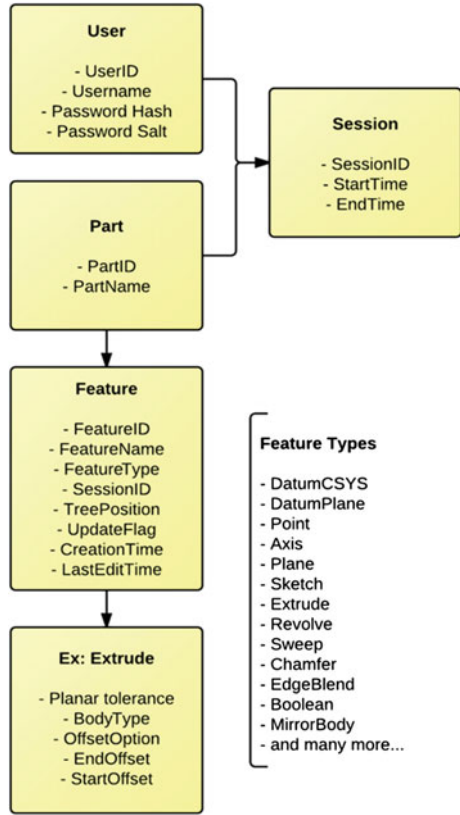 User
- UserID
- Username
- Password Hash
- Password Salt
Session
- SessionID
- StartTime
- EndTime
Part
- PartID
- PartName
Feature
- FeatureID
- FeatureName
- FeatureType
- SessionID
- TreePosition
- UpdateFlag
- CreationTime
- LastEditTime
Feature Types
- DatumCSYS
- DatumPlane
- Point
- Axis
- Plane
- Sketch
- Extrude
- Revolve
- Sweep
- Chamfer
- EdgeBlend
- Boolean
- MirrorBody
- and many more...
Ex: Extrude
- Planar tolerance
- BodyType
- OffsetOption
- EndOffset
- StartOffset